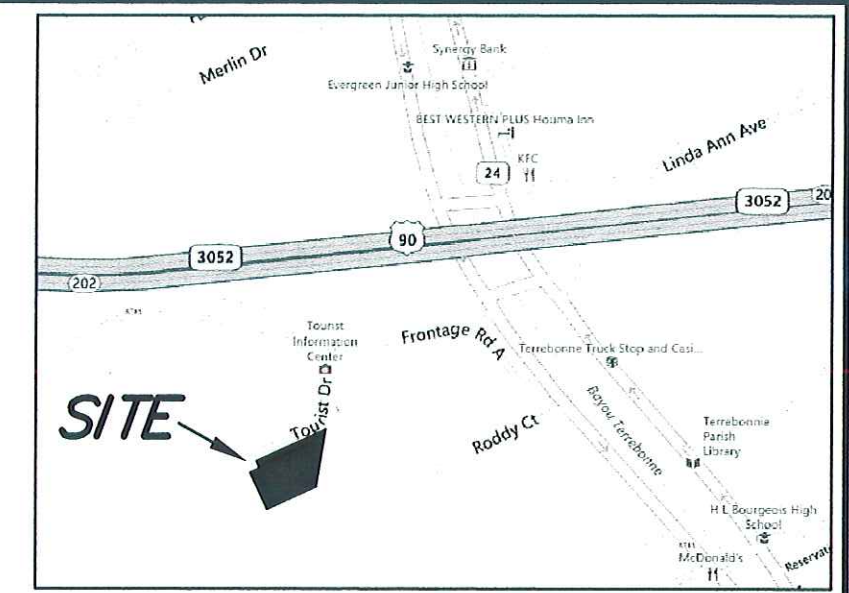 Merlin Dr
Synergy Bank
Evergreen Junior High School
BEST WESTERN PLUS Houma Inn
KFC
24
Linda Ann Ave
3052
20
90
3052
202
Tourist
Information
Center
Frontage Rd A
Terrebonne Truck Stop and Casi...
Tourist Dr
SITE
Roddy Ct
Bayou Terrebonne
Terrebonne
Parish
Library
H L Bourgeois High
School
McDonald's
Reservat